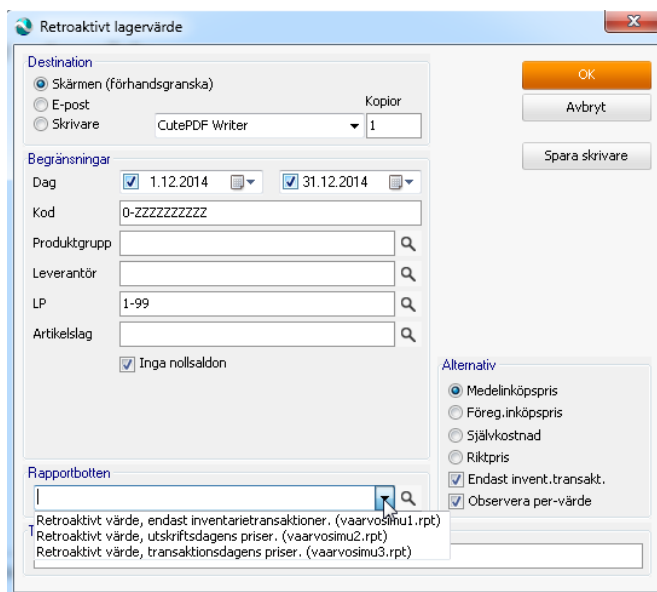 Retroaktivt lagervärde
Destination
Skärmen (förhandsgranska)
E-post
Kopior
Skrivare
CutePDF Writer
1
OK
Avbryt
Spara skrivare
Begränsningar
Dag
1.12.2014
31.12.2014
Kod
0-ZZZZZZZZZZ
Produktgrupp
Leverantör
LP
1-99
Artikelslag
Inga nollsaldon
Alternativ
Medelinköpspris
Föreg.inköpspris
Självkostnad
Riktpris
Endast invent.transakt.
Observera per-värde
Rapportbotten
Retroaktivt värde, endast inventarietransaktioner. (vaarvosimu1.rpt)
Retroaktivt värde, utskriftsdagens priser. (vaarvosimu2.rpt)
Retroaktivt värde, transaktionsdagens priser. (vaarvosimu3.rpt)